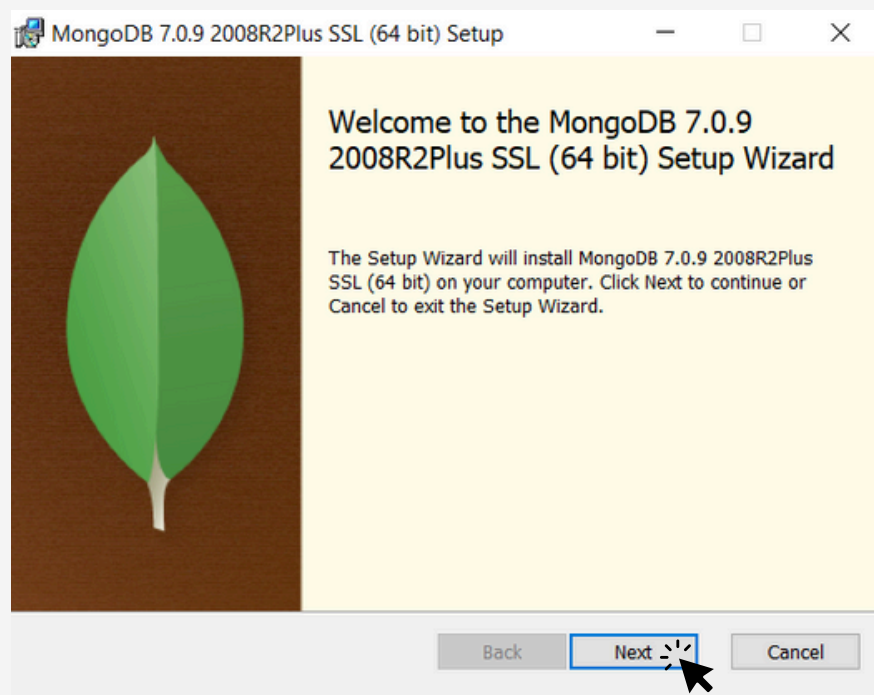 MongoDB 7.0.9 2008R2Plus SSL (64 bit) Setup
Welcome to the MongoDB 7.0.9
2008R2Plus SSL (64 bit) Setup Wizard
The Setup Wizard will install MongoDB 7.0.9 2008R2Plus
SSL (64 bit) on your computer. Click Next to continue or
Cancel to exit the Setup Wizard.
Back Next Cancel